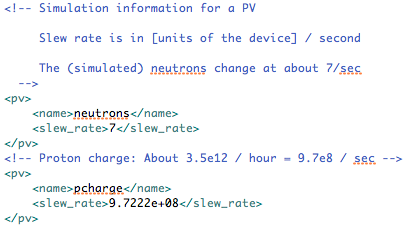 <!-- Simulation information for a PV
Slew rate is in [units of the device] / second
The (simulated) neutrons change at about 7/sec
-->
<pv>
<name>neutrons</name>
<slew_rate>7</slew_rate>
</pv>
<!-- Proton charge: About 3.5e12 / hour = 9.7e8 / sec -->
<pv>
<name>pcharge</name>
<slew_rate>9.7222e+08</slew_rate>
</pv>